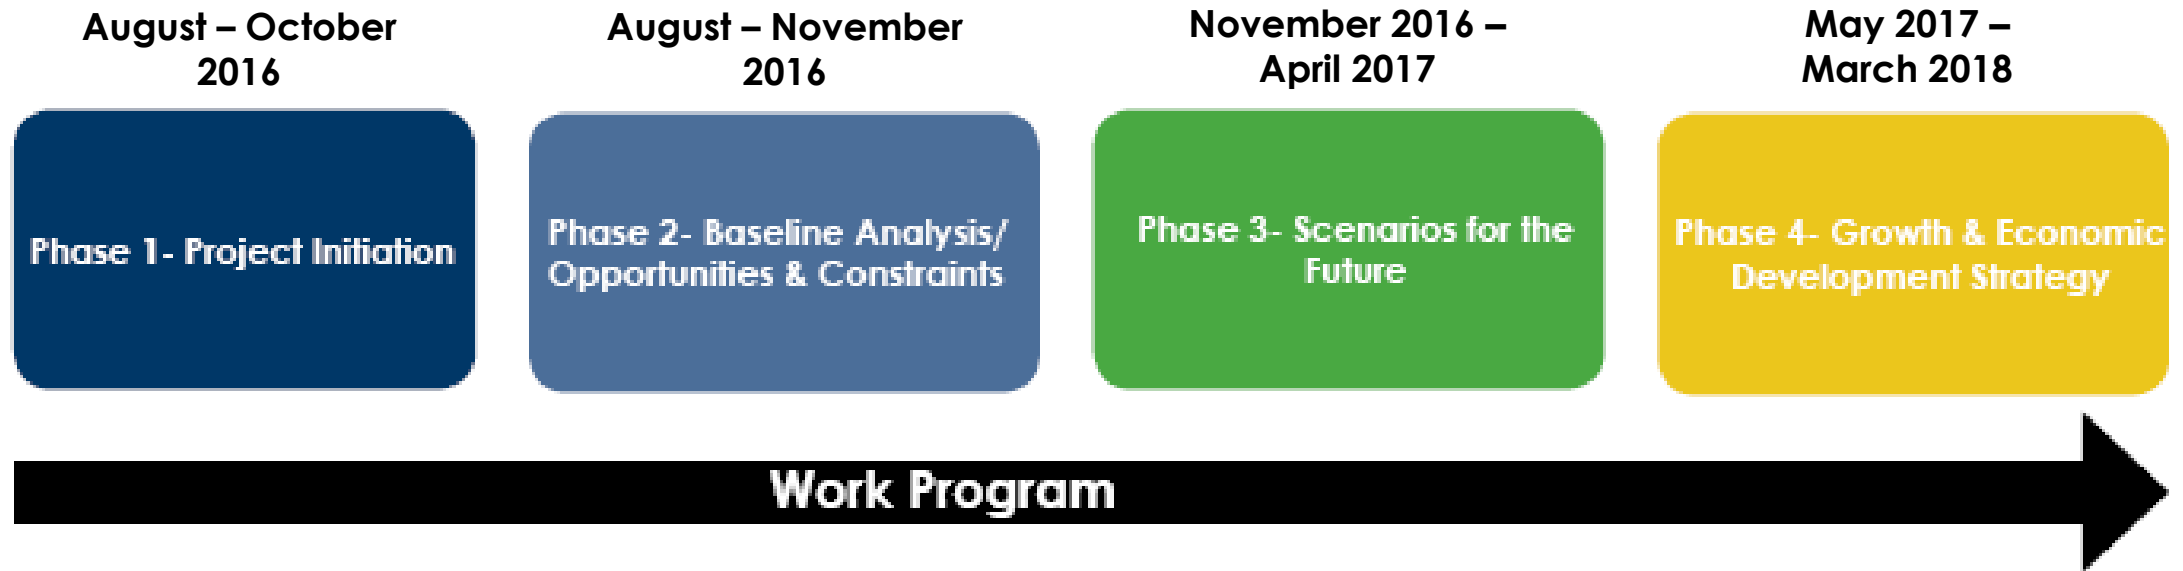 August – October
2016
August – November
2016
November 2016 –
April 2017
May 2017 –
March 2018
Phase 1- Project Initiation
Phase 2- Baseline Analysis/
Opportunities & Constraints
Phase 3- Scenarios for the
Future
Phase 4- Growth & Economic
Development Strategy
Work Program